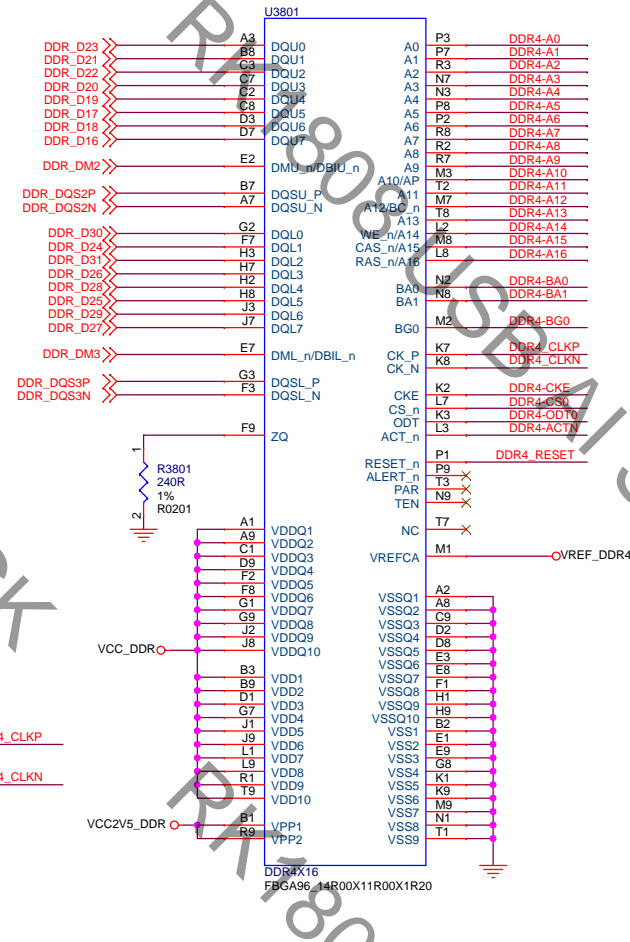 U3801
DDR_D23 A3 DQU0 A0 P3 DDR4-A0
DDR_D21 B8 DQU1 A1 P7 DDR4-A1
DDR_D22 C3 DQU2 A2 R3 DDR4-A2
DDR_D20 C7 DQU3 A3 N7 DDR4-A3
DDR_D19 C2 DQU4 A4 N3 DDR4-A4
DDR_D17 C8 DQU5 A5 P8 DDR4-A5
DDR_D18 D3 DQU6 A6 P2 DDR4-A6
DDR_D16 D7 DQU7 A7 R8 DDR4-A7
A8 R2 DDR4-A8
DDR_DM2 E2 DMU_n/DBIU_n A9 R7 DDR4-A9
A10/AP M3 DDR4-A10
DDR_DQS2P B7 DQSU_P A11 T2 DDR4-A11
DDR_DQS2N A7 DQSU_N A12/BC_n M7 DDR4-A12
A13 T8 DDR4-A13
DDR_D30 G2 DQL0 WE_n/A14 L2 DDR4-A14
DDR_D24 F7 DQL1 CAS_n/A15 M8 DDR4-A15
DDR_D31 H3 DQL2 RAS_n/A16 L8 DDR4-A16
DDR_D26 H7 DQL3
DDR_D28 H2 DQL4 BA0 N2 DDR4-BA0
DDR_D25 H8 DQL5 BA1 N8 DDR4-BA1
DDR_D29 J3 DQL6
DDR_D27 J7 DQL7 BG0 M2 DDR4-BG0
DDR_DM3 E7 DML_n/DBIL_n CK_P K7 DDR4_CLKP
CK_N K8 DDR4_CLKN
DDR_DQS3P G3 DQSL_P CKE K2 DDR4-CKE
DDR_DQS3N F3 DQSL_N CS_n L7 DDR4-CS0
ODT K3 DDR4-ODT0
F9 ZQ ACT_n L3 DDR4-ACTN
1 RESET_n P1 DDR4_RESET
R3801 ALERT_n P9
240R PAR T3
1% TEN N9
R0201
2
A1 VDDQ1 NC T7
A9 VDDQ2
C1 VDDQ3 VREFCA M1 VREF_DDR4
D9 VDDQ4
F2 VDDQ5
F8 VDDQ6 VSSQ1 A2
G1 VDDQ7 VSSQ2 A8
G9 VDDQ8 VSSQ3 C9
J2 VDDQ9 VSSQ4 D2
VCC_DDR J8 VDDQ10 VSSQ5 D8
VSSQ6 E3
B3 VDD1 VSSQ7 E8
B9 VDD2 VSSQ8 F1
D1 VDD3 VSSQ9 H1
G7 VDD4 VSSQ10 H9
J1 VDD5 VSS1 B2
4_CLKP J9 VDD6 VSS2 E1
L1 VDD7 VSS3 E9
L9 VDD8 VSS4 G8
4_CLKN R1 VDD9 VSS5 K1
T9 VDD10 VSS6 K9
VSS7 M9
VCC2V5_DDR B1 VPP1 VSS8 N1
R9 VPP2 VSS9 T1
DDR4X16
FBGA96_14R00X11R00X1R20
RK1808 USB AI S
CK
RK180